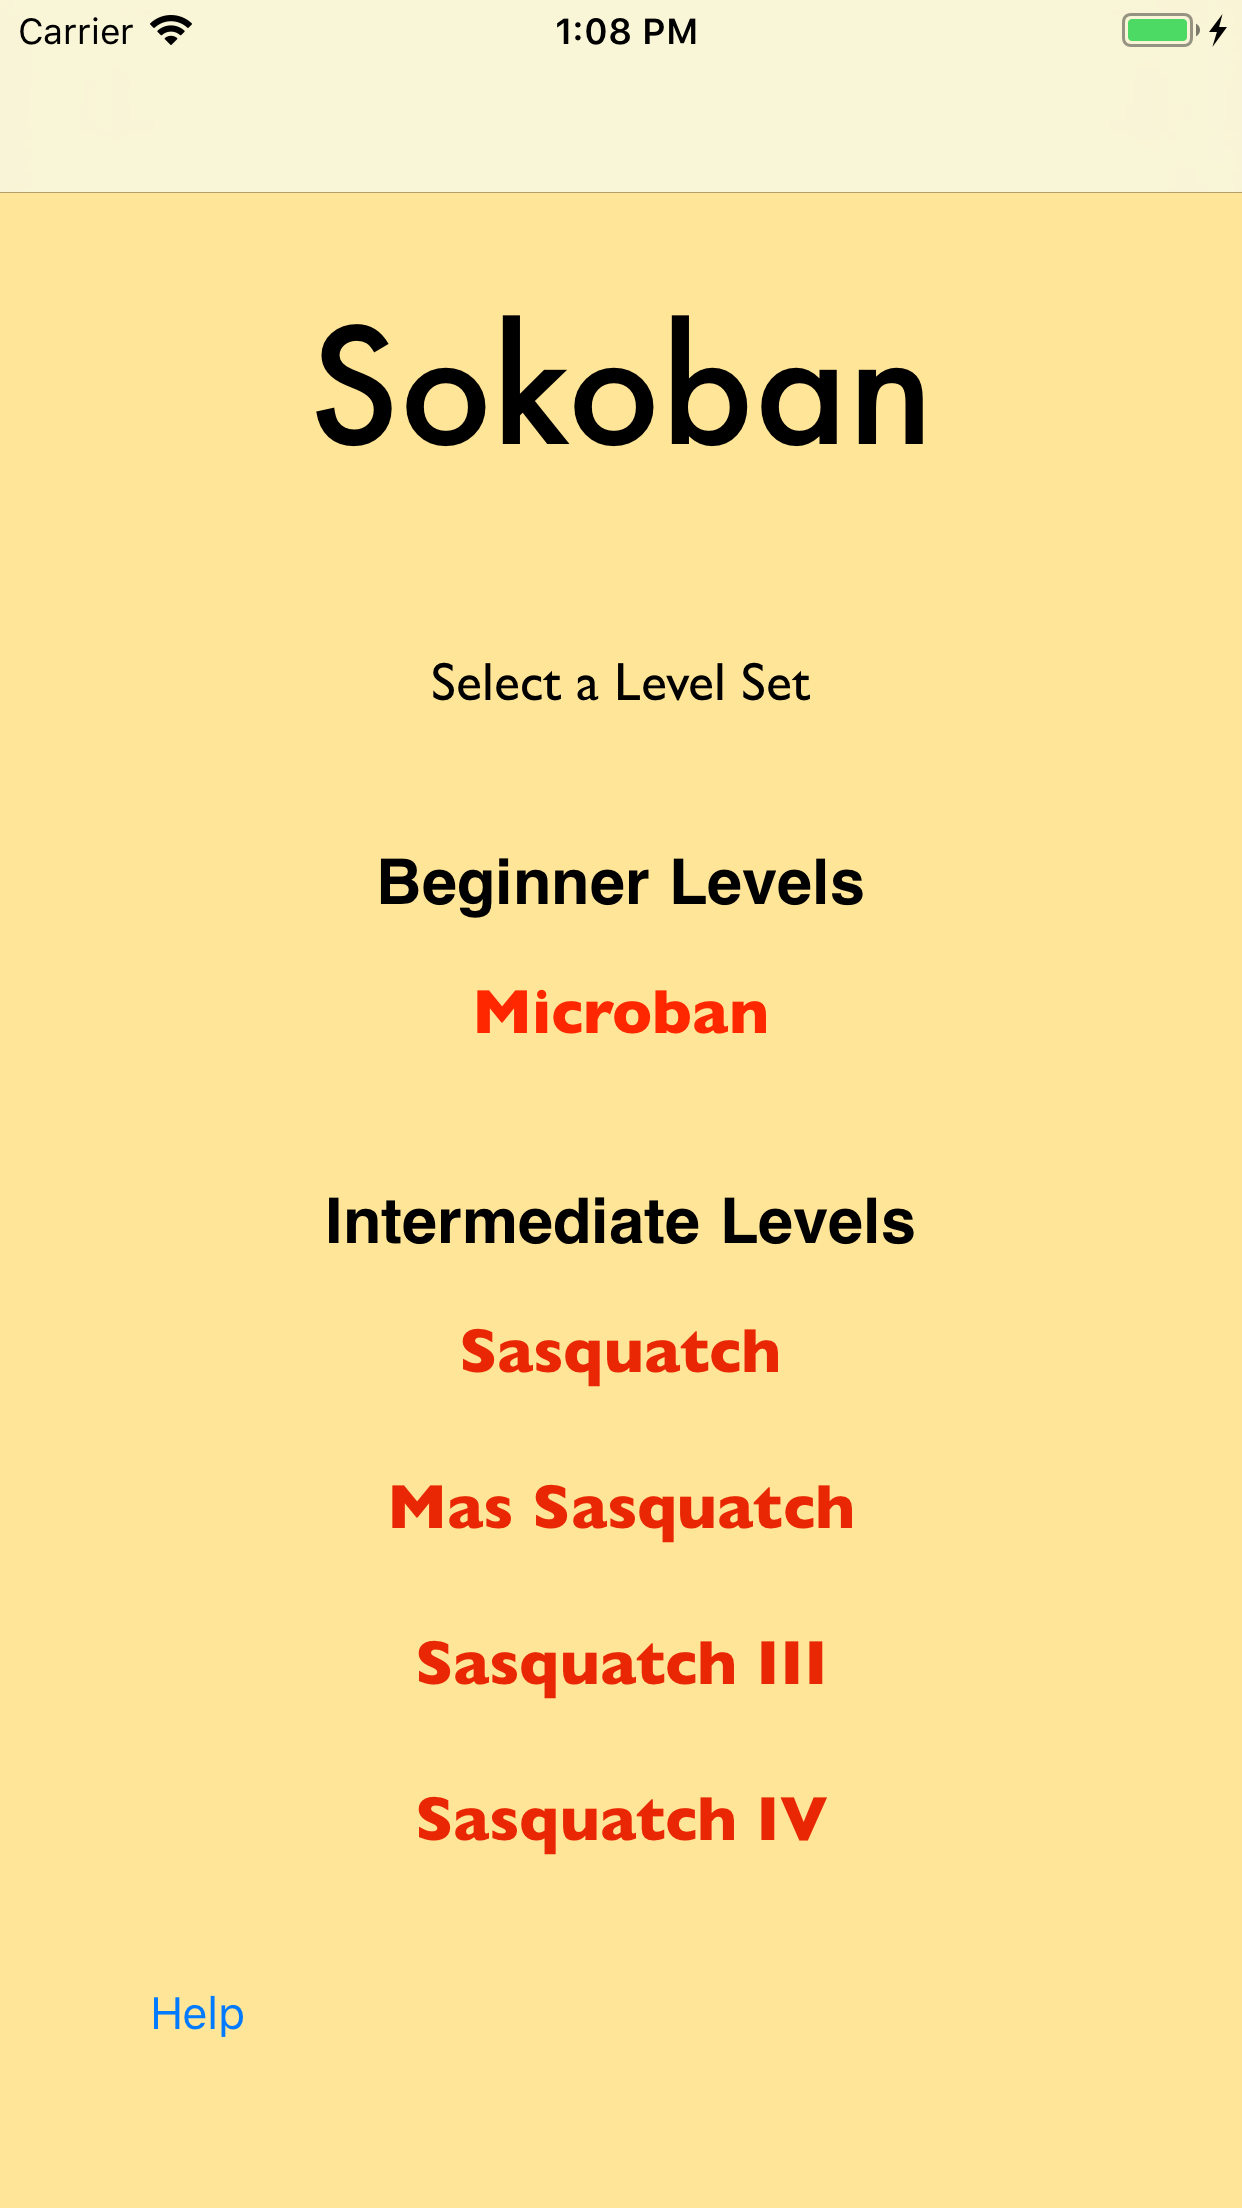 Carrier 1:08 PM
Sokoban
Select a Level Set
Beginner Levels
Microban
Intermediate Levels
Sasquatch
Mas Sasquatch
Sasquatch III
Sasquatch IV
Help